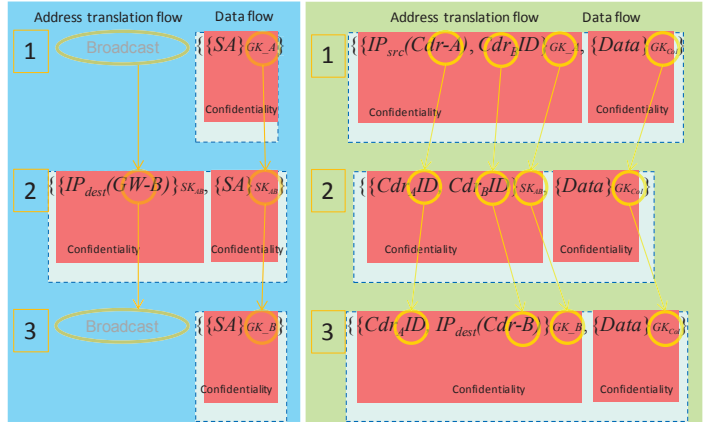 Address translation flow Data flow
1 Broadcast {{SA}GK_A}
Confidentiality
2 {{IPdest(GW-B)}SKAB, {SA}SKAB}
Confidentiality Confidentiality
3 Broadcast {{SA}GK_B}
Confidentiality
Address translation flow Data flow
1 {{IPsrc(Cdr-A), CdrBID}GK_A, {Data}GKCol}
Confidentiality Confidentiality
2 {{CdrAID, CdrBID}SKAB, {Data}GKCol}
Confidentiality Confidentiality
3 {{CdrAID, IPdest(Cdr-B)}GK_B, {Data}GKCol}
Confidentiality Confidentiality